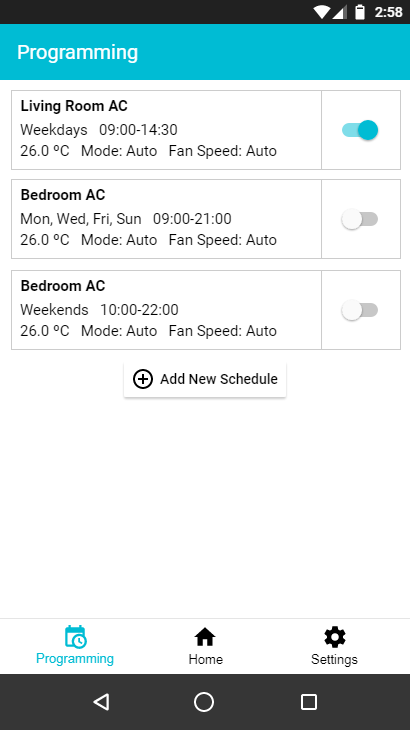 2:58
Programming
Living Room AC
Weekdays 09:00-14:30
26.0 ºC Mode: Auto Fan Speed: Auto
Bedroom AC
Mon, Wed, Fri, Sun 09:00-21:00
26.0 ºC Mode: Auto Fan Speed: Auto
Bedroom AC
Weekends 10:00-22:00
26.0 ºC Mode: Auto Fan Speed: Auto
Add New Schedule
Programming Home Settings